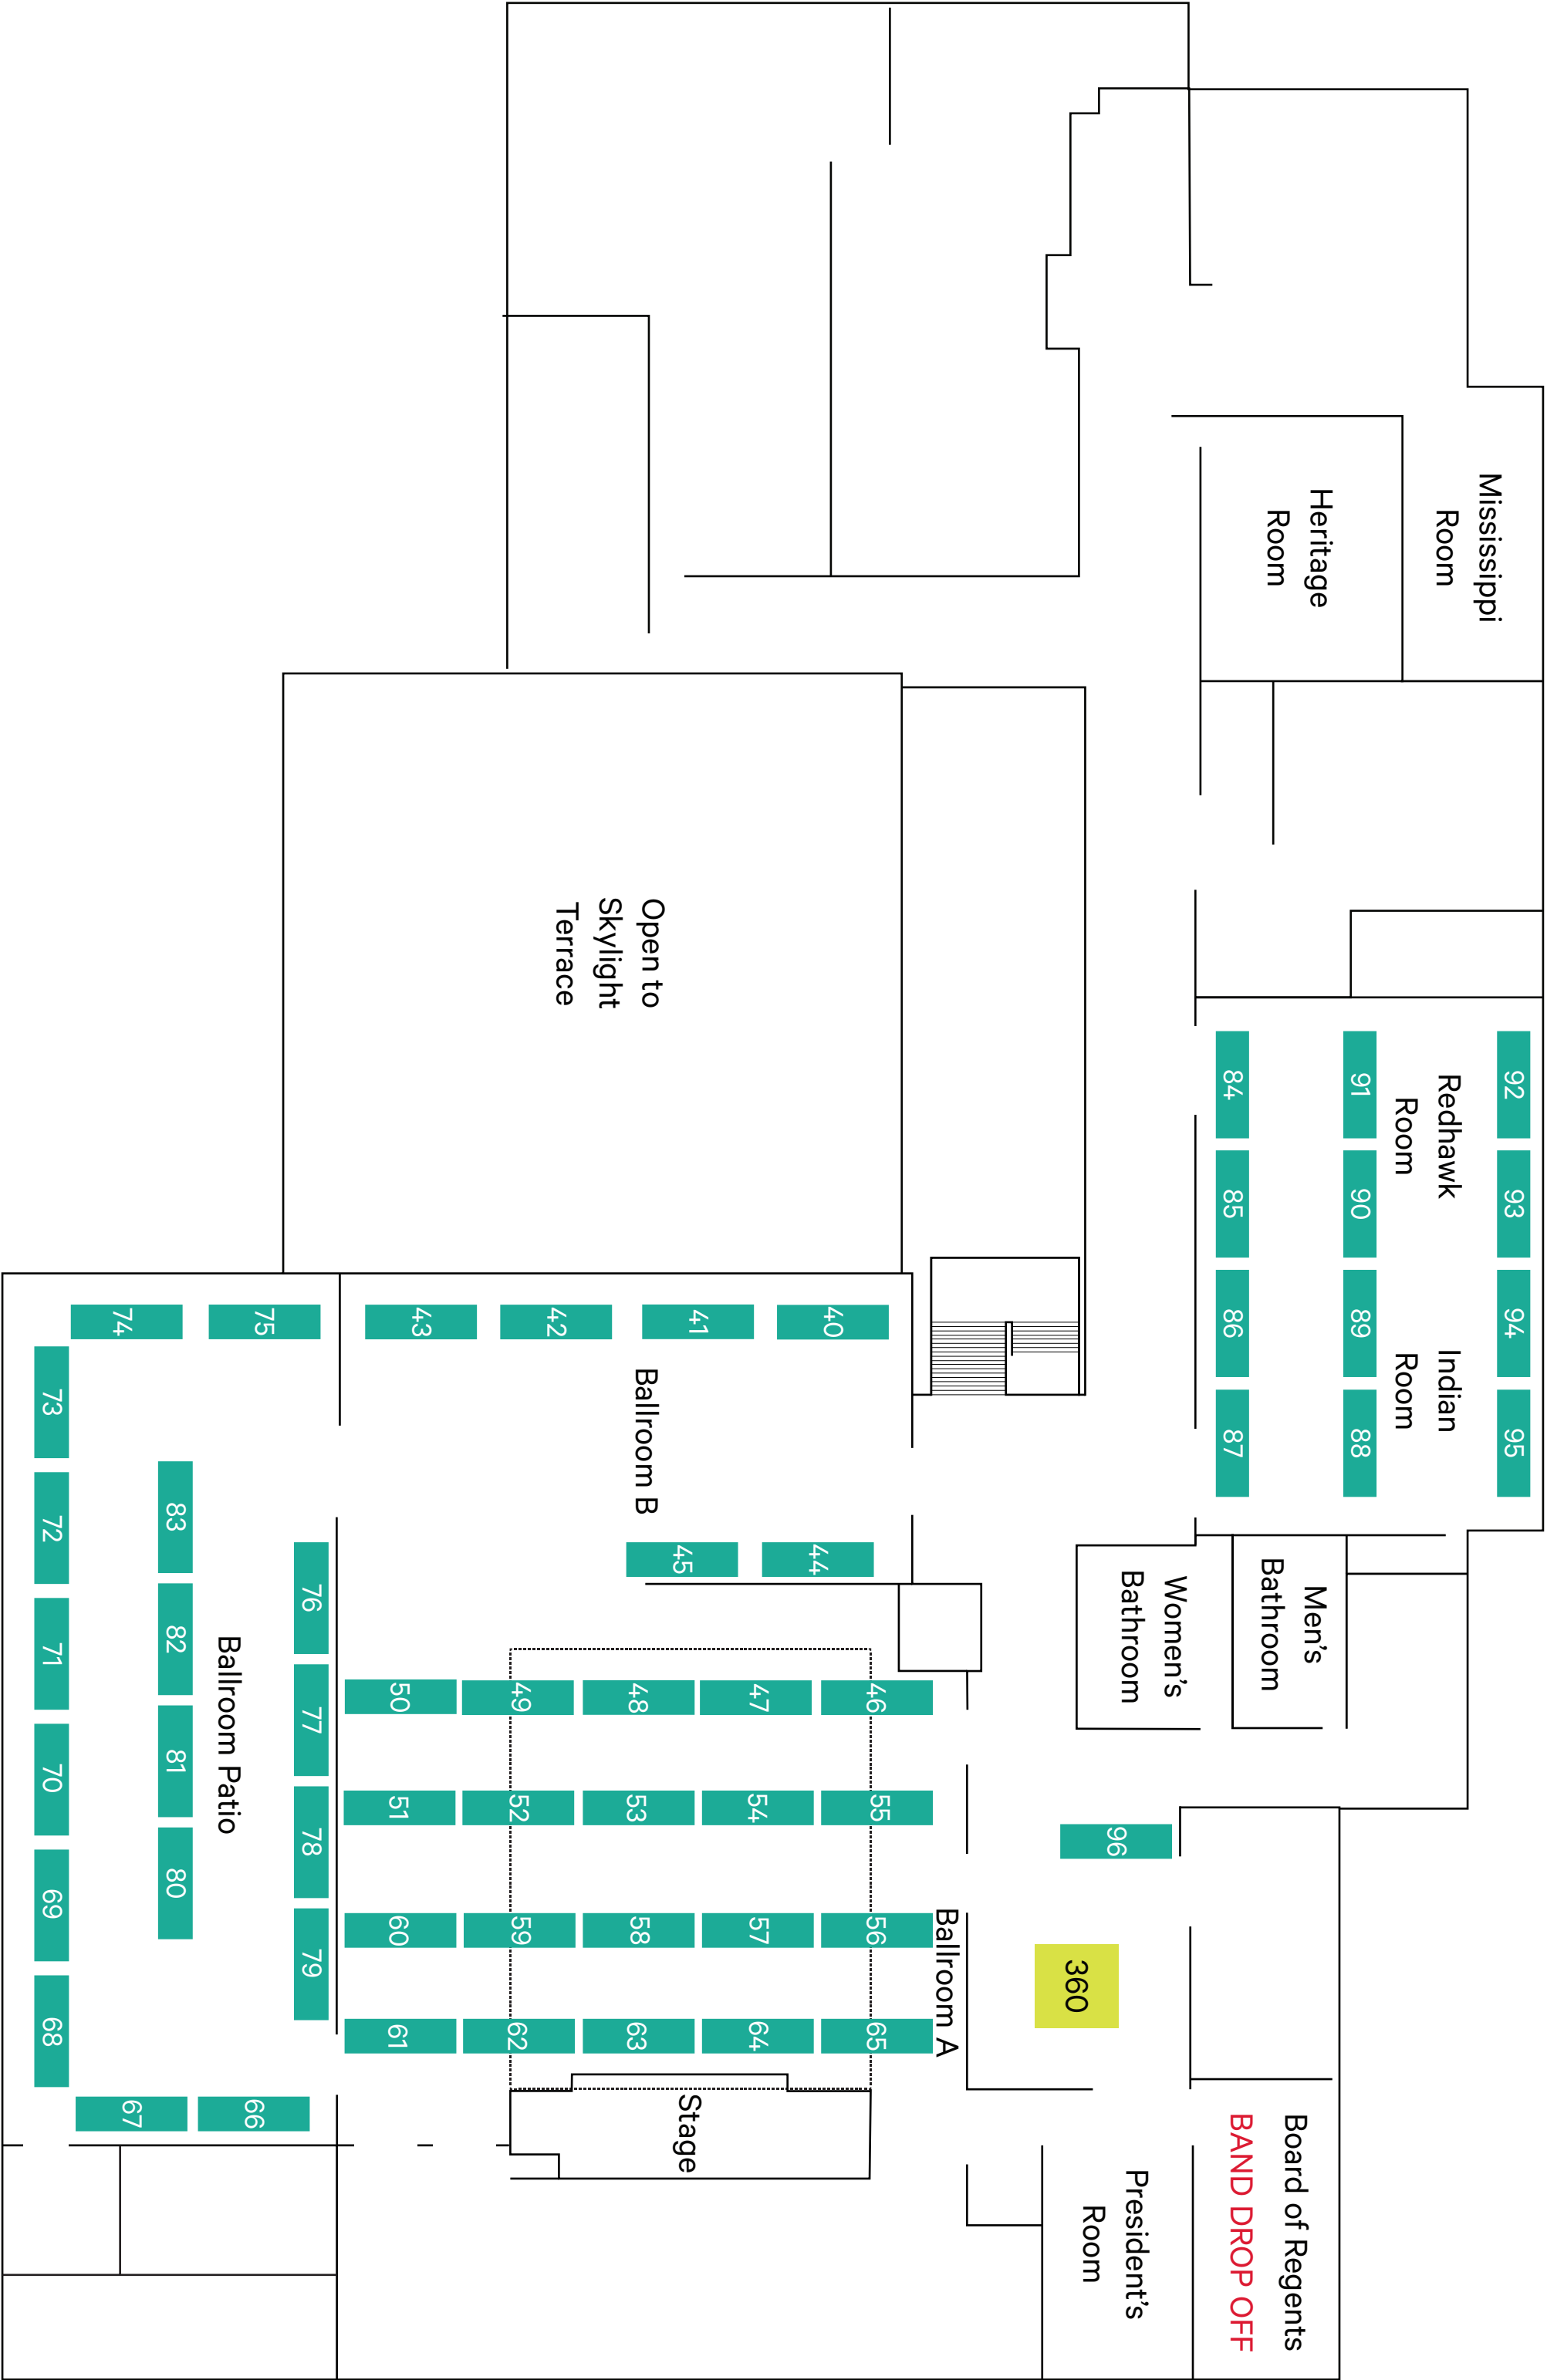 Mississippi
Room
Heritage
Room
Open to
Skylight
Terrace
Redhawk
Room
Indian
Room
92
93
94
95
91
90
89
88
84
85
86
87
Men's
Bathroom
Women's
Bathroom
96
360
Board of Regents
BAND DROP OFF
President's
Room
40
41
42
43
Ballroom B
44
45
46
47
48
49
50
55
54
53
52
51
56
57
58
59
60
65
64
63
62
61
Ballroom A
Stage
75
74
73
72
71
70
69
68
67
66
83
82
81
80
76
77
78
79
Ballroom Patio